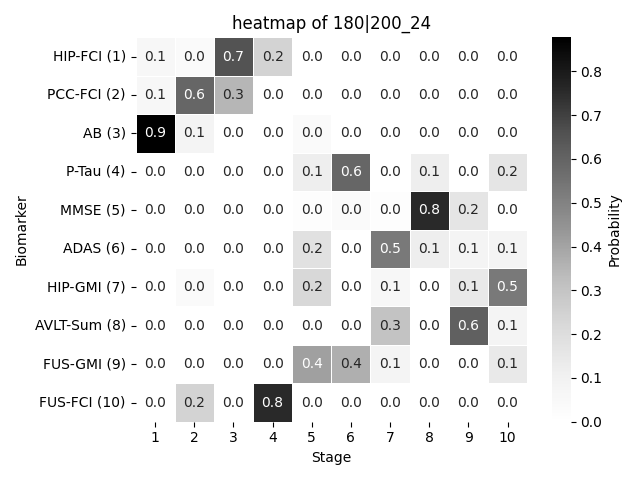 heatmap of 180|200_24
HIP-FCI (1) 0.1 0.0 0.7 0.2 0.0 0.0 0.0 0.0 0.0 0.0
PCC-FCI (2) 0.1 0.6 0.3 0.0 0.0 0.0 0.0 0.0 0.0 0.0
AB (3) 0.9 0.1 0.0 0.0 0.0 0.0 0.0 0.0 0.0 0.0
P-Tau (4) 0.0 0.0 0.0 0.0 0.1 0.6 0.0 0.1 0.0 0.2
MMSE (5) 0.0 0.0 0.0 0.0 0.0 0.0 0.0 0.8 0.2 0.0
ADAS (6) 0.0 0.0 0.0 0.0 0.2 0.0 0.5 0.1 0.1 0.1
HIP-GMI (7) 0.0 0.0 0.0 0.0 0.2 0.0 0.1 0.0 0.1 0.5
AVLT-Sum (8) 0.0 0.0 0.0 0.0 0.0 0.0 0.3 0.0 0.6 0.1
FUS-GMI (9) 0.0 0.0 0.0 0.0 0.4 0.4 0.1 0.0 0.0 0.1
FUS-FCI (10) 0.0 0.2 0.0 0.8 0.0 0.0 0.0 0.0 0.0 0.0
1 2 3 4 5 6 7 8 9 10
Stage
Biomarker
0.8
0.7
0.6
0.5
0.4
0.3
0.2
0.1
0.0
Probability